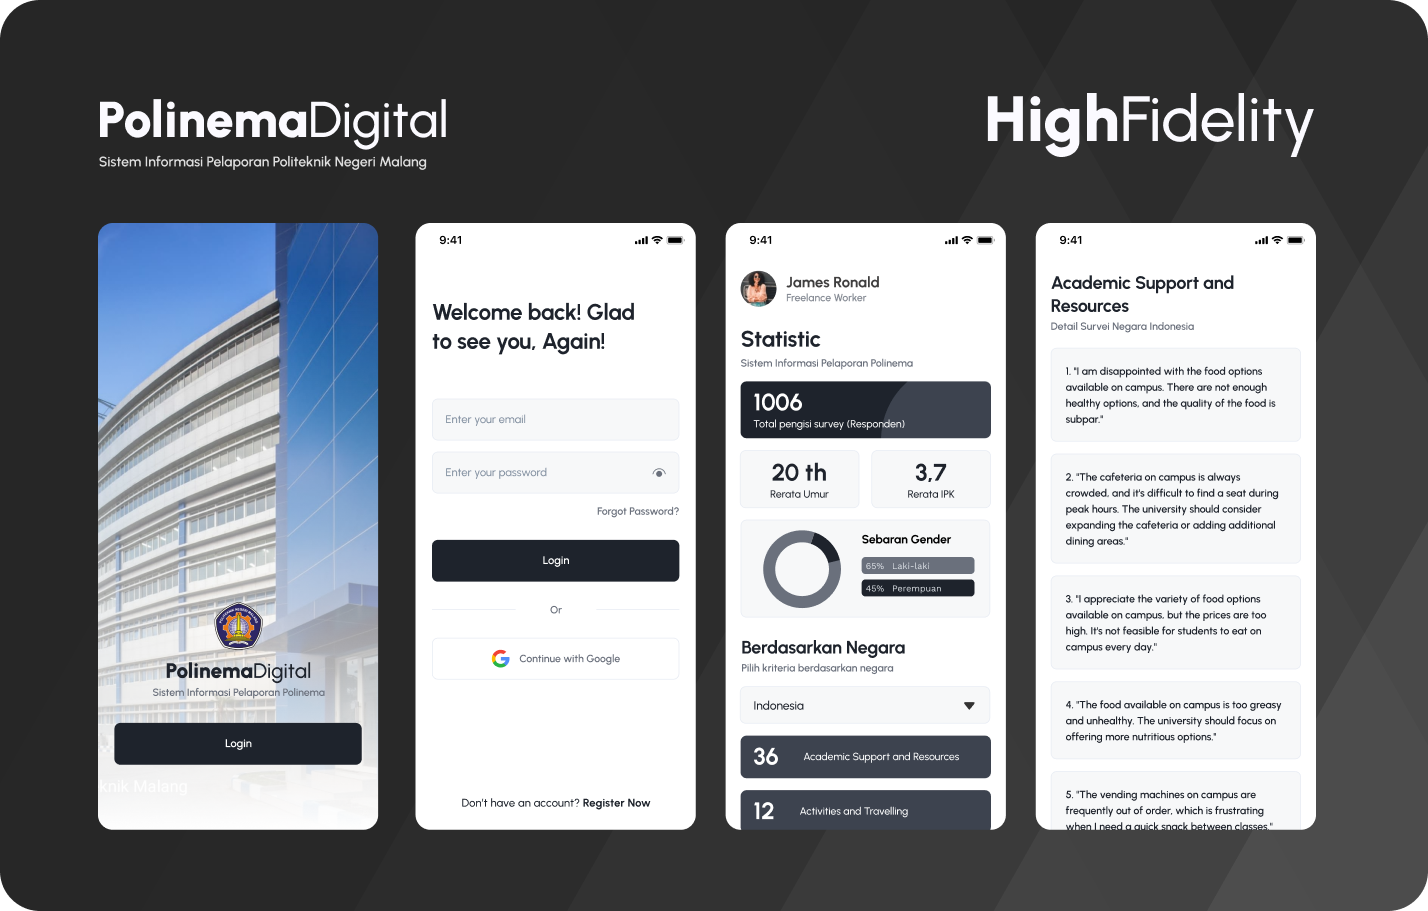 PolinemaDigital
Sistem Informasi Pelaporan Politeknik Negeri Malang
HighFidelity
PolinemaDigital
Sistem Informasi Pelaporan Polinema
Login
knik Malang
9:41
Welcome back! Glad
to see you, Again!
Enter your email
Enter your password
Forgot Password?
Login
Or
Continue with Google
Don't have an account? Register Now
9:41
James Ronald
Freelance Worker
Statistic
Sistem Informasi Pelaporan Polinema
1006
Total pengisi survey (Responden)
20 th
Rerata Umur
3,7
Rerata IPK
Sebaran Gender
65% Laki-laki
45% Perempuan
Berdasarkan Negara
Pilih kriteria berdasarkan negara
Indonesia
36 Academic Support and Resources
12 Activities and Travelling
9:41
Academic Support and
Resources
Detail Survei Negara Indonesia
1. "I am disappointed with the food options
available on campus. There are not enough
healthy options, and the quality of the food is
subpar."
2. "The cafeteria on campus is always
crowded, and it's difficult to find a seat during
peak hours. The university should consider
expanding the cafeteria or adding additional
dining areas."
3. "I appreciate the variety of food options
available on campus, but the prices are too
high. It's not feasible for students to eat on
campus every day."
4. "The food available on campus is too greasy
and unhealthy. The university should focus on
offering more nutritious options."
5. "The vending machines on campus are
frequently out of order, which is frustrating
when I need a quick snack between classes."